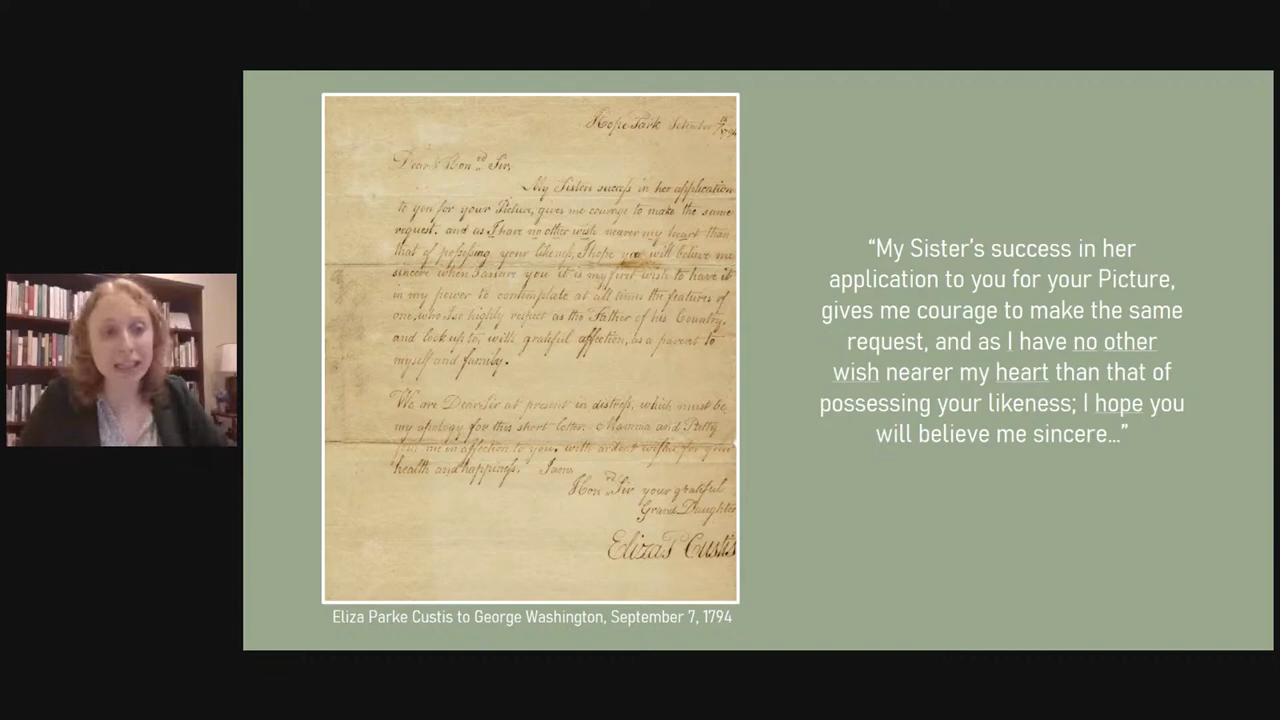 Hope Park September
Dear & Hon.rd Sir,
My Sisters success in her application
to you for your Picture, gives me courage to make the same
request. and as I have no other wish nearer my heart than
that of possessing your likeness, I hope you will believe me
sincere when I assure you it is my first wish to have it
in my power to contemplate at all times the features of
one, who I so highly respect as the Father of his Country,
and look up to, with grateful affection, as a parent to
myself and family.
We are Dear Sir at present in distress, which must be
my apology for this short letter. Mamma and Patty
join me in affection to you, with ardent wishes for your
health and happiness. I am
Hon.rd Sir your grateful
Grand Daughter
Eliza P Custis
Eliza Parke Custis to George Washington, September 7, 1794
“My Sister’s success in her
application to you for your Picture,
gives me courage to make the same
request, and as I have no other
wish nearer my heart than that of
possessing your likeness; I hope you
will believe me sincere…”